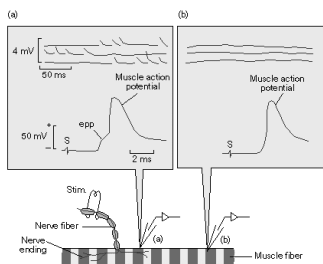 (a)
(b)
4 mV
50 ms
Muscle action
potential
epp
+
50 mV
−
S
2 ms
Muscle action
potential
S
Stim.
Nerve fiber
Nerve
ending
(a)
(b)
Muscle fiber